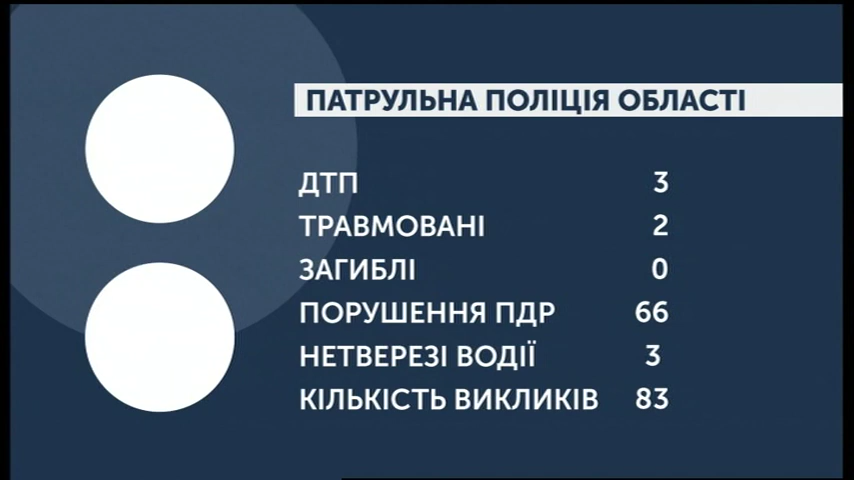 ПАТРУЛЬНА ПОЛІЦІЯ ОБЛАСТІ
ДТП 3
ТРАВМОВАНІ 2
ЗАГИБЛІ 0
ПОРУШЕННЯ ПДР 66
НЕТВЕРЕЗІ ВОДІЇ 3
КІЛЬКІСТЬ ВИКЛИКІВ 83